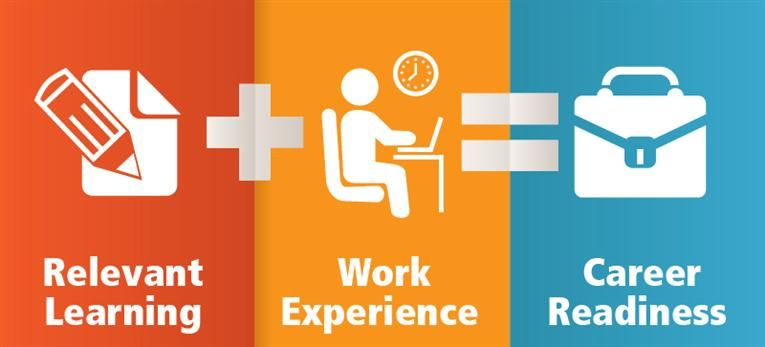 Relevant
Learning
Work
Experience
Career
Readiness